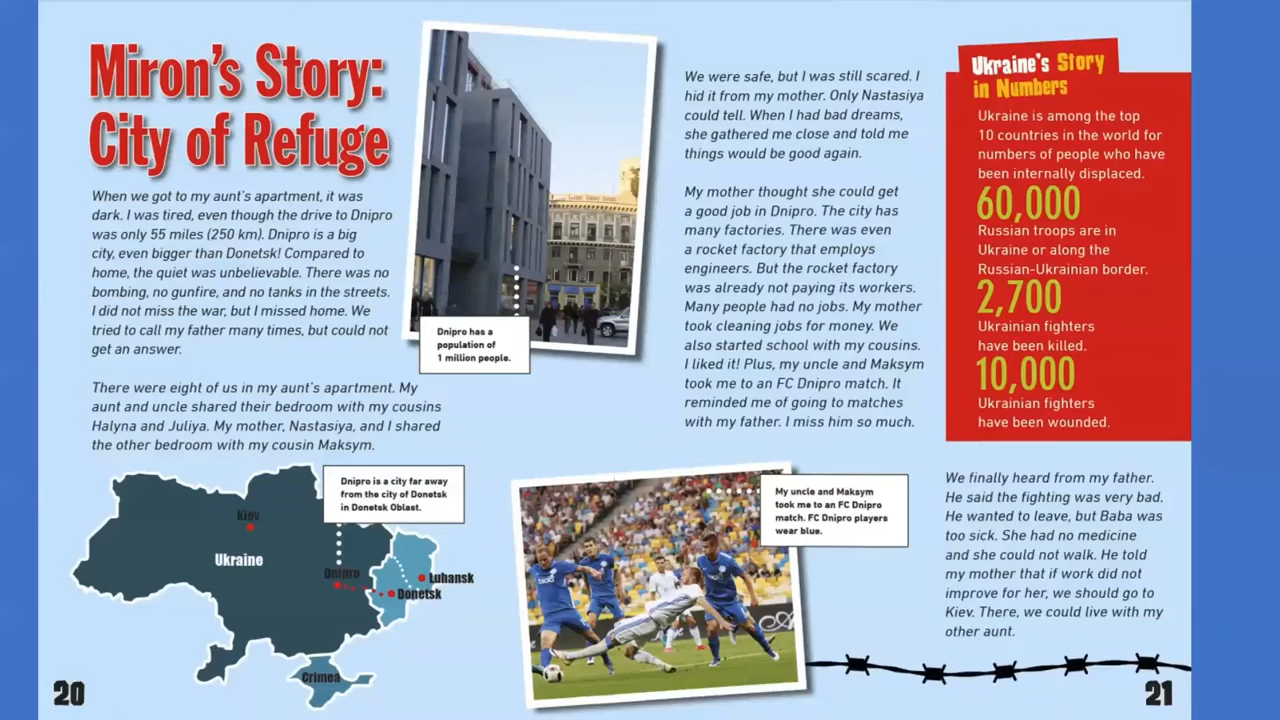 Miron's Story:
City of Refuge
When we got to my aunt's apartment, it was
dark. I was tired, even though the drive to Dnipro
was only 55 miles (250 km). Dnipro is a big
city, even bigger than Donetsk! Compared to
home, the quiet was unbelievable. There was no
bombing, no gunfire, and no tanks in the streets.
I did not miss the war, but I missed home. We
tried to call my father many times, but could not
get an answer.
There were eight of us in my aunt's apartment. My
aunt and uncle shared their bedroom with my cousins
Halyna and Juliya. My mother, Nastasiya, and I shared
the other bedroom with my cousin Maksym.
Dnipro has a
population of
1 million people.
Dnipro is a city far away
from the city of Donetsk
in Donetsk Oblast.
Kiev
Ukraine
Dnipro
Luhansk
Donetsk
Crimea
20
We were safe, but I was still scared. I
hid it from my mother. Only Nastasiya
could tell. When I had bad dreams,
she gathered me close and told me
things would be good again.
My mother thought she could get
a good job in Dnipro. The city has
many factories. There was even
a rocket factory that employs
engineers. But the rocket factory
was already not paying its workers.
Many people had no jobs. My mother
took cleaning jobs for money. We
also started school with my cousins.
I liked it! Plus, my uncle and Maksym
took me to an FC Dnipro match. It
reminded me of going to matches
with my father. I miss him so much.
My uncle and Maksym
took me to an FC Dnipro
match. FC Dnipro players
wear blue.
Ukraine's Story
in Numbers
Ukraine is among the top
10 countries in the world for
numbers of people who have
been internally displaced.
60,000
Russian troops are in
Ukraine or along the
Russian-Ukrainian border.
2,700
Ukrainian fighters
have been killed.
10,000
Ukrainian fighters
have been wounded.
We finally heard from my father.
He said the fighting was very bad.
He wanted to leave, but Baba was
too sick. She had no medicine
and she could not walk. He told
my mother that if work did not
improve for her, we should go to
Kiev. There, we could live with my
other aunt.
21